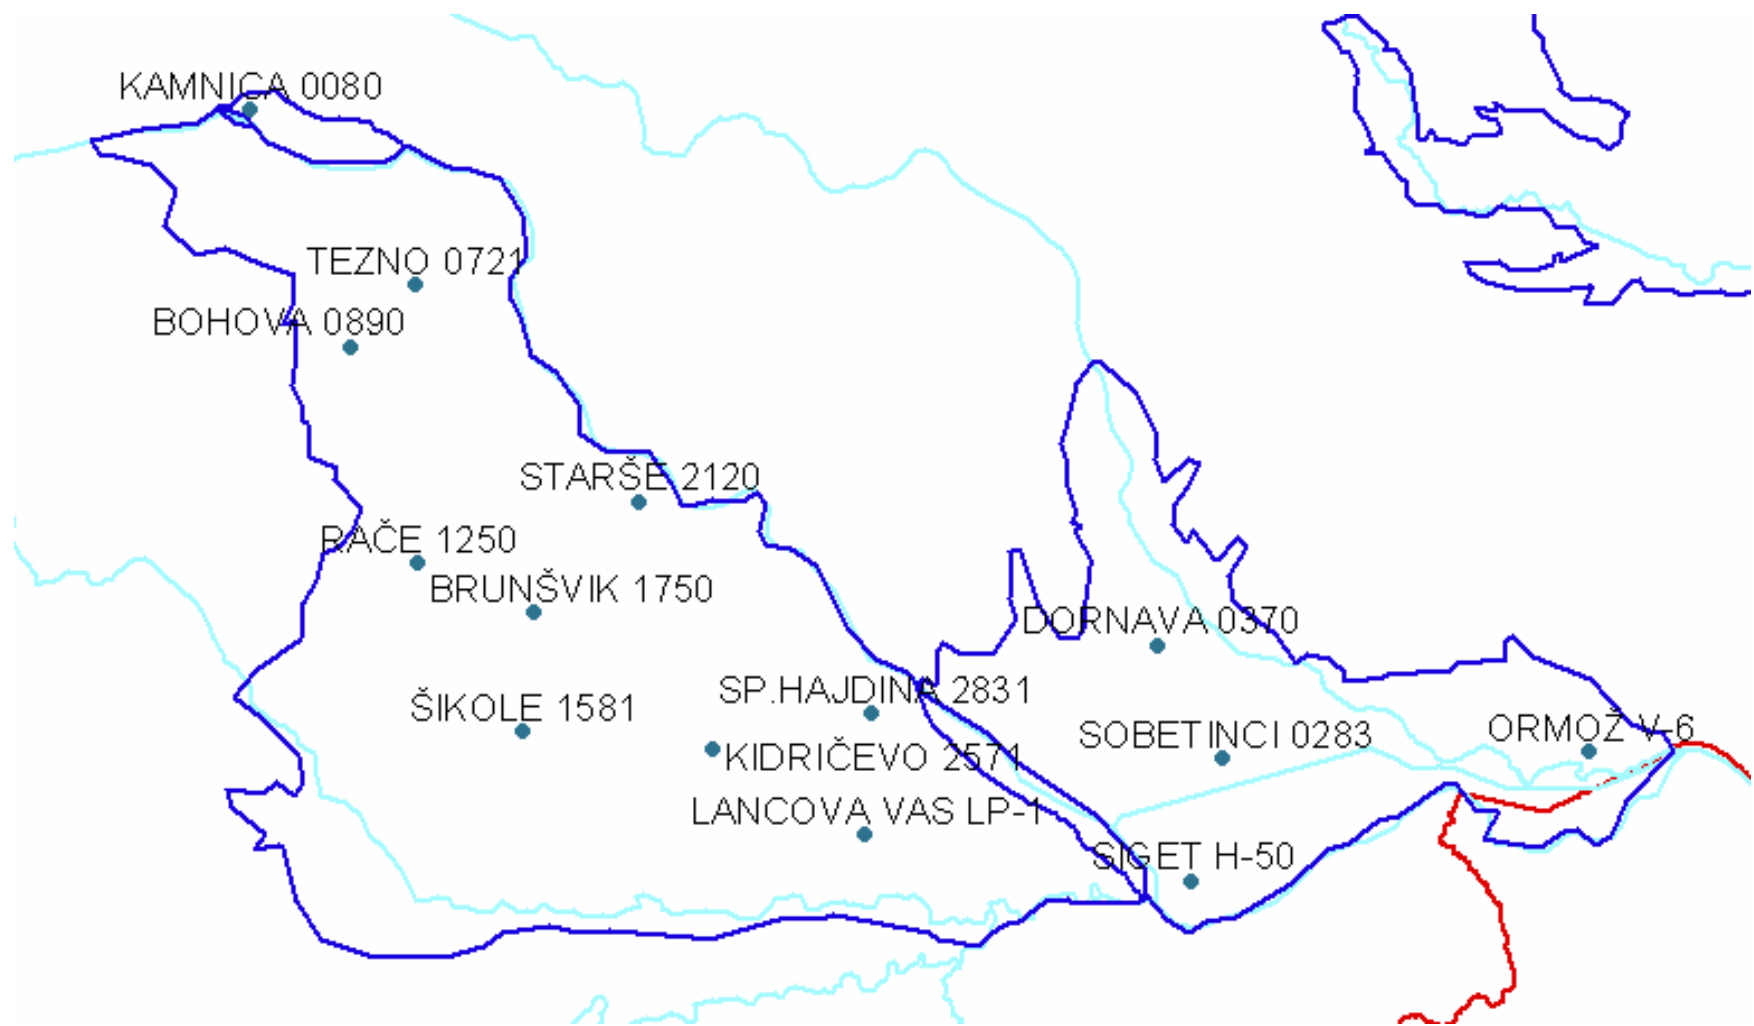 KAMNICA 0080
TEZNO 0721
BOHOVA 0890
STARŠE 2120
RAČE 1250
BRUNŠVIK 1750
DORNAVA 0370
SP.HAJDINA 2831
ŠIKOLE 1581
ORMOŽ V-6
SOBETINCI 0283
KIDRIČEVO 2571
LANCOVA VAS LP-1
SIGET H-50